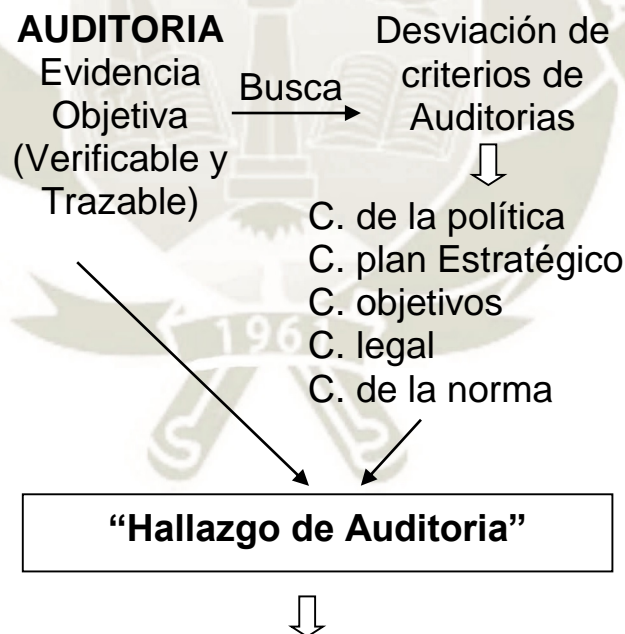 AUDITORIA
Evidencia
Objetiva
(Verificable y
Trazable)
Busca
Desviación de
criterios de
Auditorias
C. de la política
C. plan Estratégico
C. objetivos
C. legal
C. de la norma
196
“Hallazgo de Auditoria”